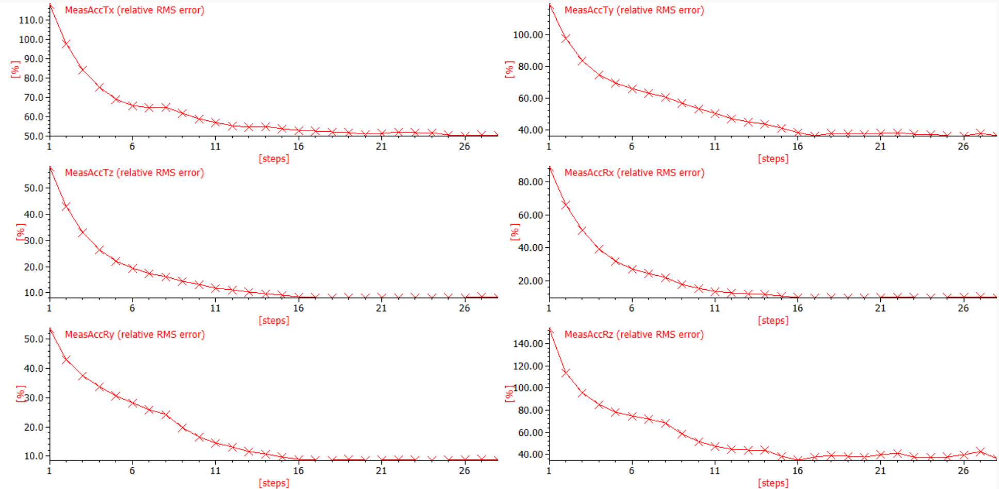 MeasAccTx (relative RMS error)
110.0
100.0
90.0
80.0
70.0
60.0
50.0
[%]
1 6 11 16 21 26
[steps]
MeasAccTy (relative RMS error)
100.00
80.00
60.00
40.00
[%]
1 6 11 16 21 26
[steps]
MeasAccTz (relative RMS error)
50.0
40.0
30.0
20.0
10.0
[%]
1 6 11 16 21 26
[steps]
MeasAccRx (relative RMS error)
80.00
60.00
40.00
20.00
[%]
1 6 11 16 21 26
[steps]
MeasAccRy (relative RMS error)
50.0
40.0
30.0
20.0
10.0
[%]
1 6 11 16 21 26
[steps]
MeasAccRz (relative RMS error)
140.00
120.00
100.00
80.00
60.00
40.00
[%]
1 6 11 16 21 26
[steps]